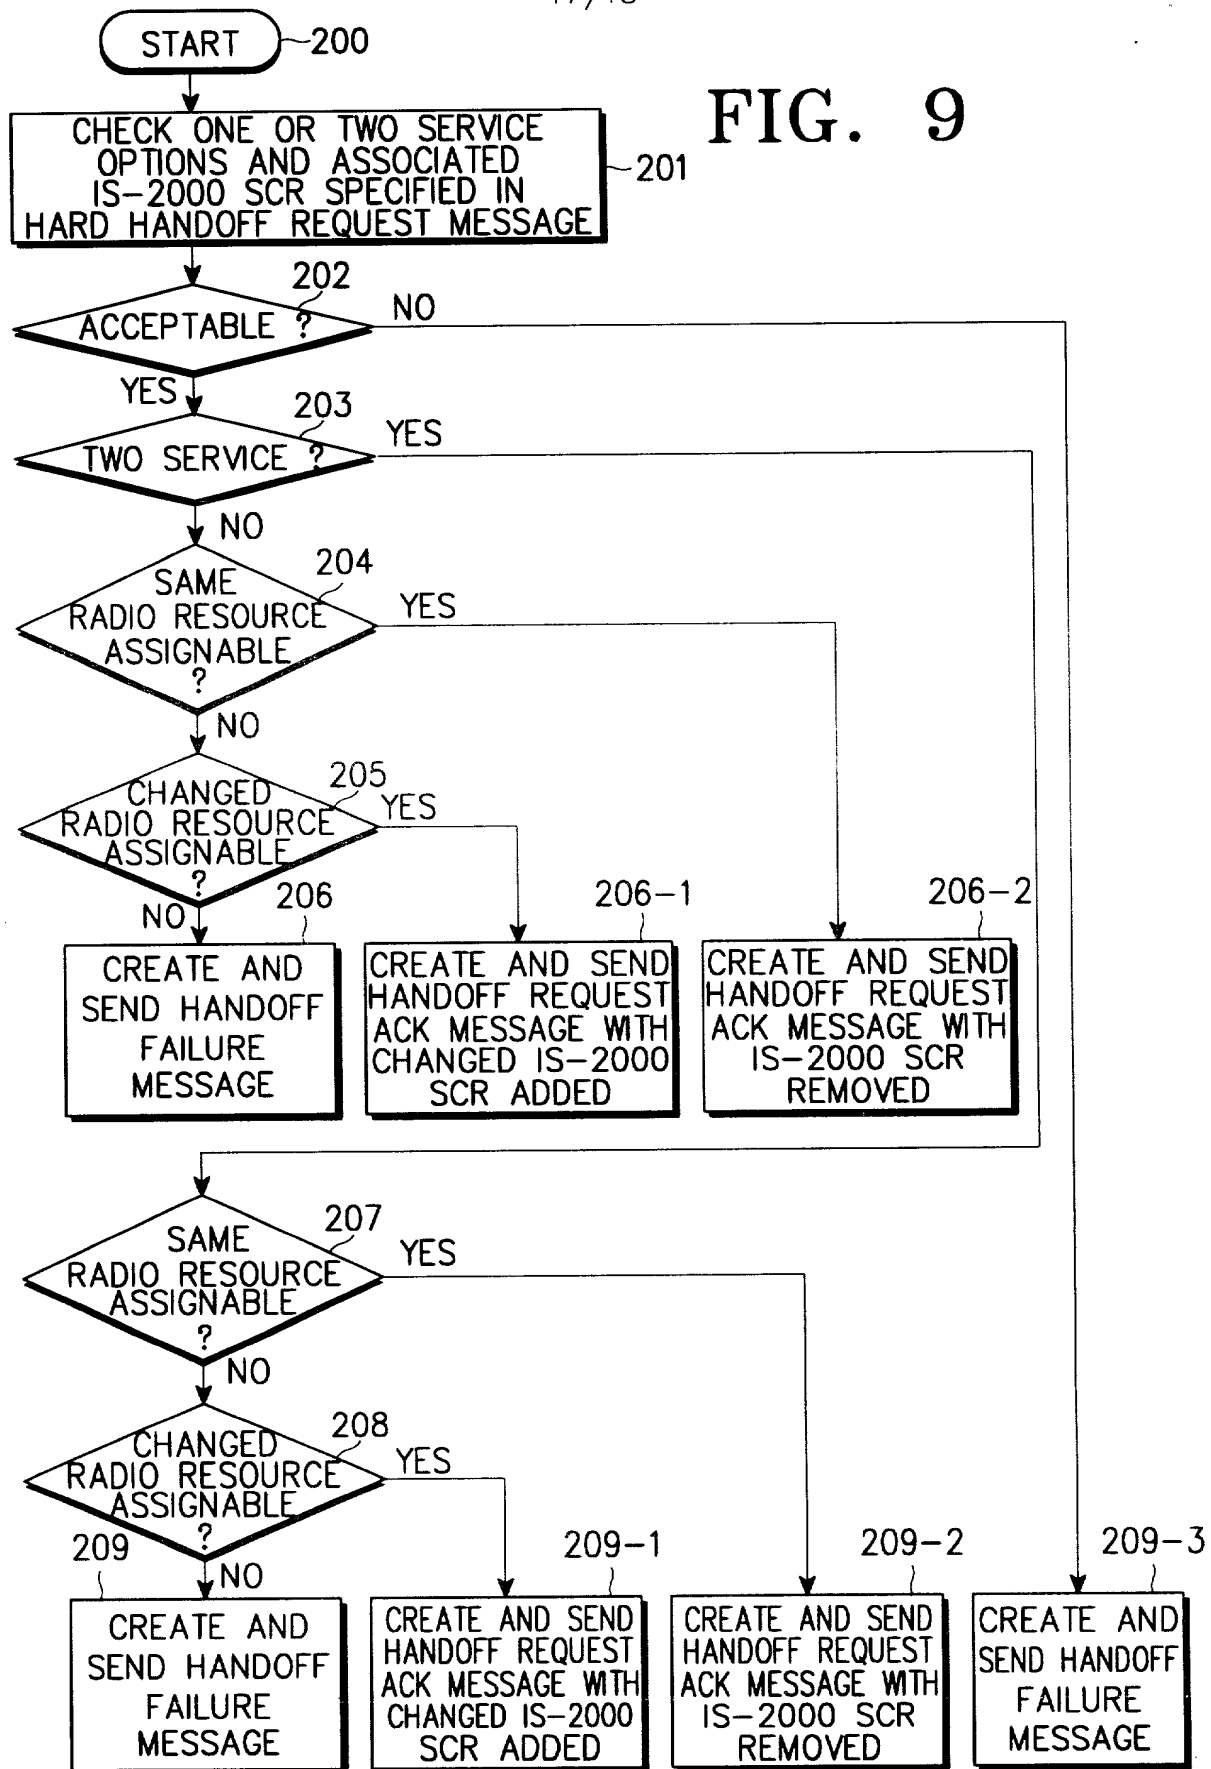 START
200
FIG. 9
CHECK ONE OR TWO SERVICE
OPTIONS AND ASSOCIATED
IS-2000 SCR SPECIFIED IN
HARD HANDOFF REQUEST MESSAGE
201
202
ACCEPTABLE ?
NO
YES
203
TWO SERVICE ?
YES
NO
204
SAME
RADIO RESOURCE
ASSIGNABLE
?
YES
NO
205
CHANGED
RADIO RESOURCE
ASSIGNABLE
?
YES
NO
206
CREATE AND
SEND HANDOFF
FAILURE
MESSAGE
206-1
CREATE AND SEND
HANDOFF REQUEST
ACK MESSAGE WITH
CHANGED IS-2000
SCR ADDED
206-2
CREATE AND SEND
HANDOFF REQUEST
ACK MESSAGE WITH
IS-2000 SCR
REMOVED
207
SAME
RADIO RESOURCE
ASSIGNABLE
?
YES
NO
208
CHANGED
RADIO RESOURCE
ASSIGNABLE
?
YES
NO
209
CREATE AND
SEND HANDOFF
FAILURE
MESSAGE
209-1
CREATE AND SEND
HANDOFF REQUEST
ACK MESSAGE WITH
CHANGED IS-2000
SCR ADDED
209-2
CREATE AND SEND
HANDOFF REQUEST
ACK MESSAGE WITH
IS-2000 SCR
REMOVED
209-3
CREATE AND
SEND HANDOFF
FAILURE
MESSAGE